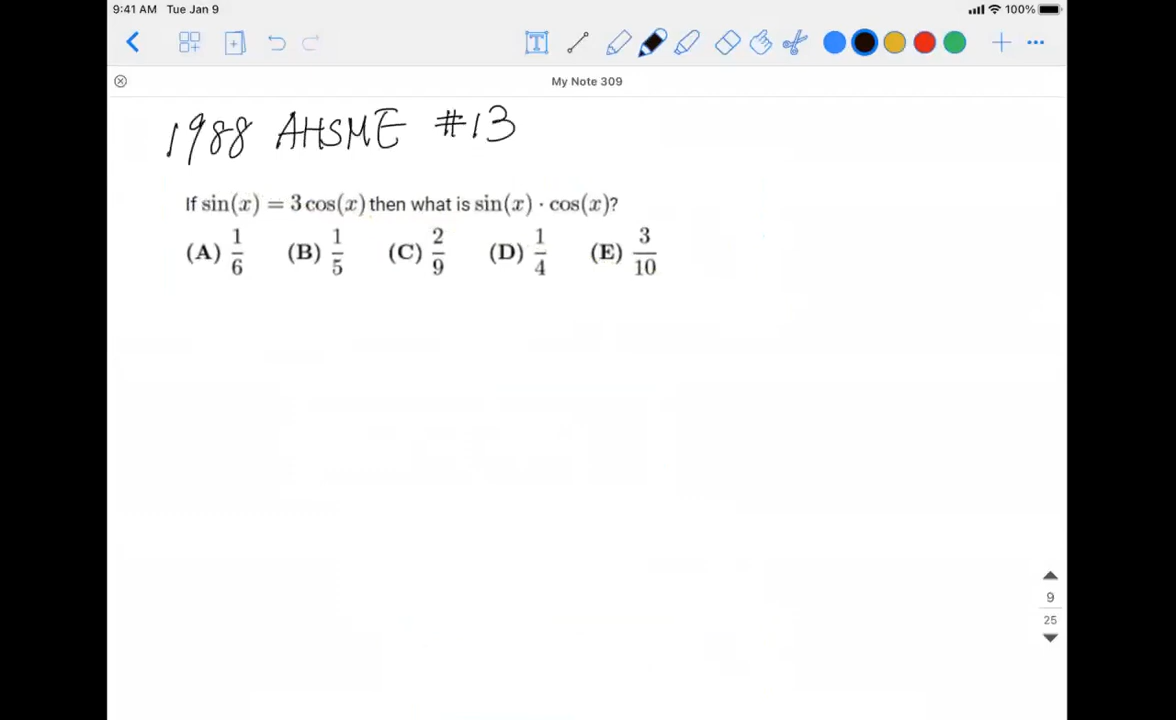 9:41 AM Tue Jan 9 100%
My Note 309
1988 AHSME #13
If sin(x) = 3 cos(x) then what is sin(x) · cos(x)?
(A) 1/6 (B) 1/5 (C) 2/9 (D) 1/4 (E) 3/10
9
25